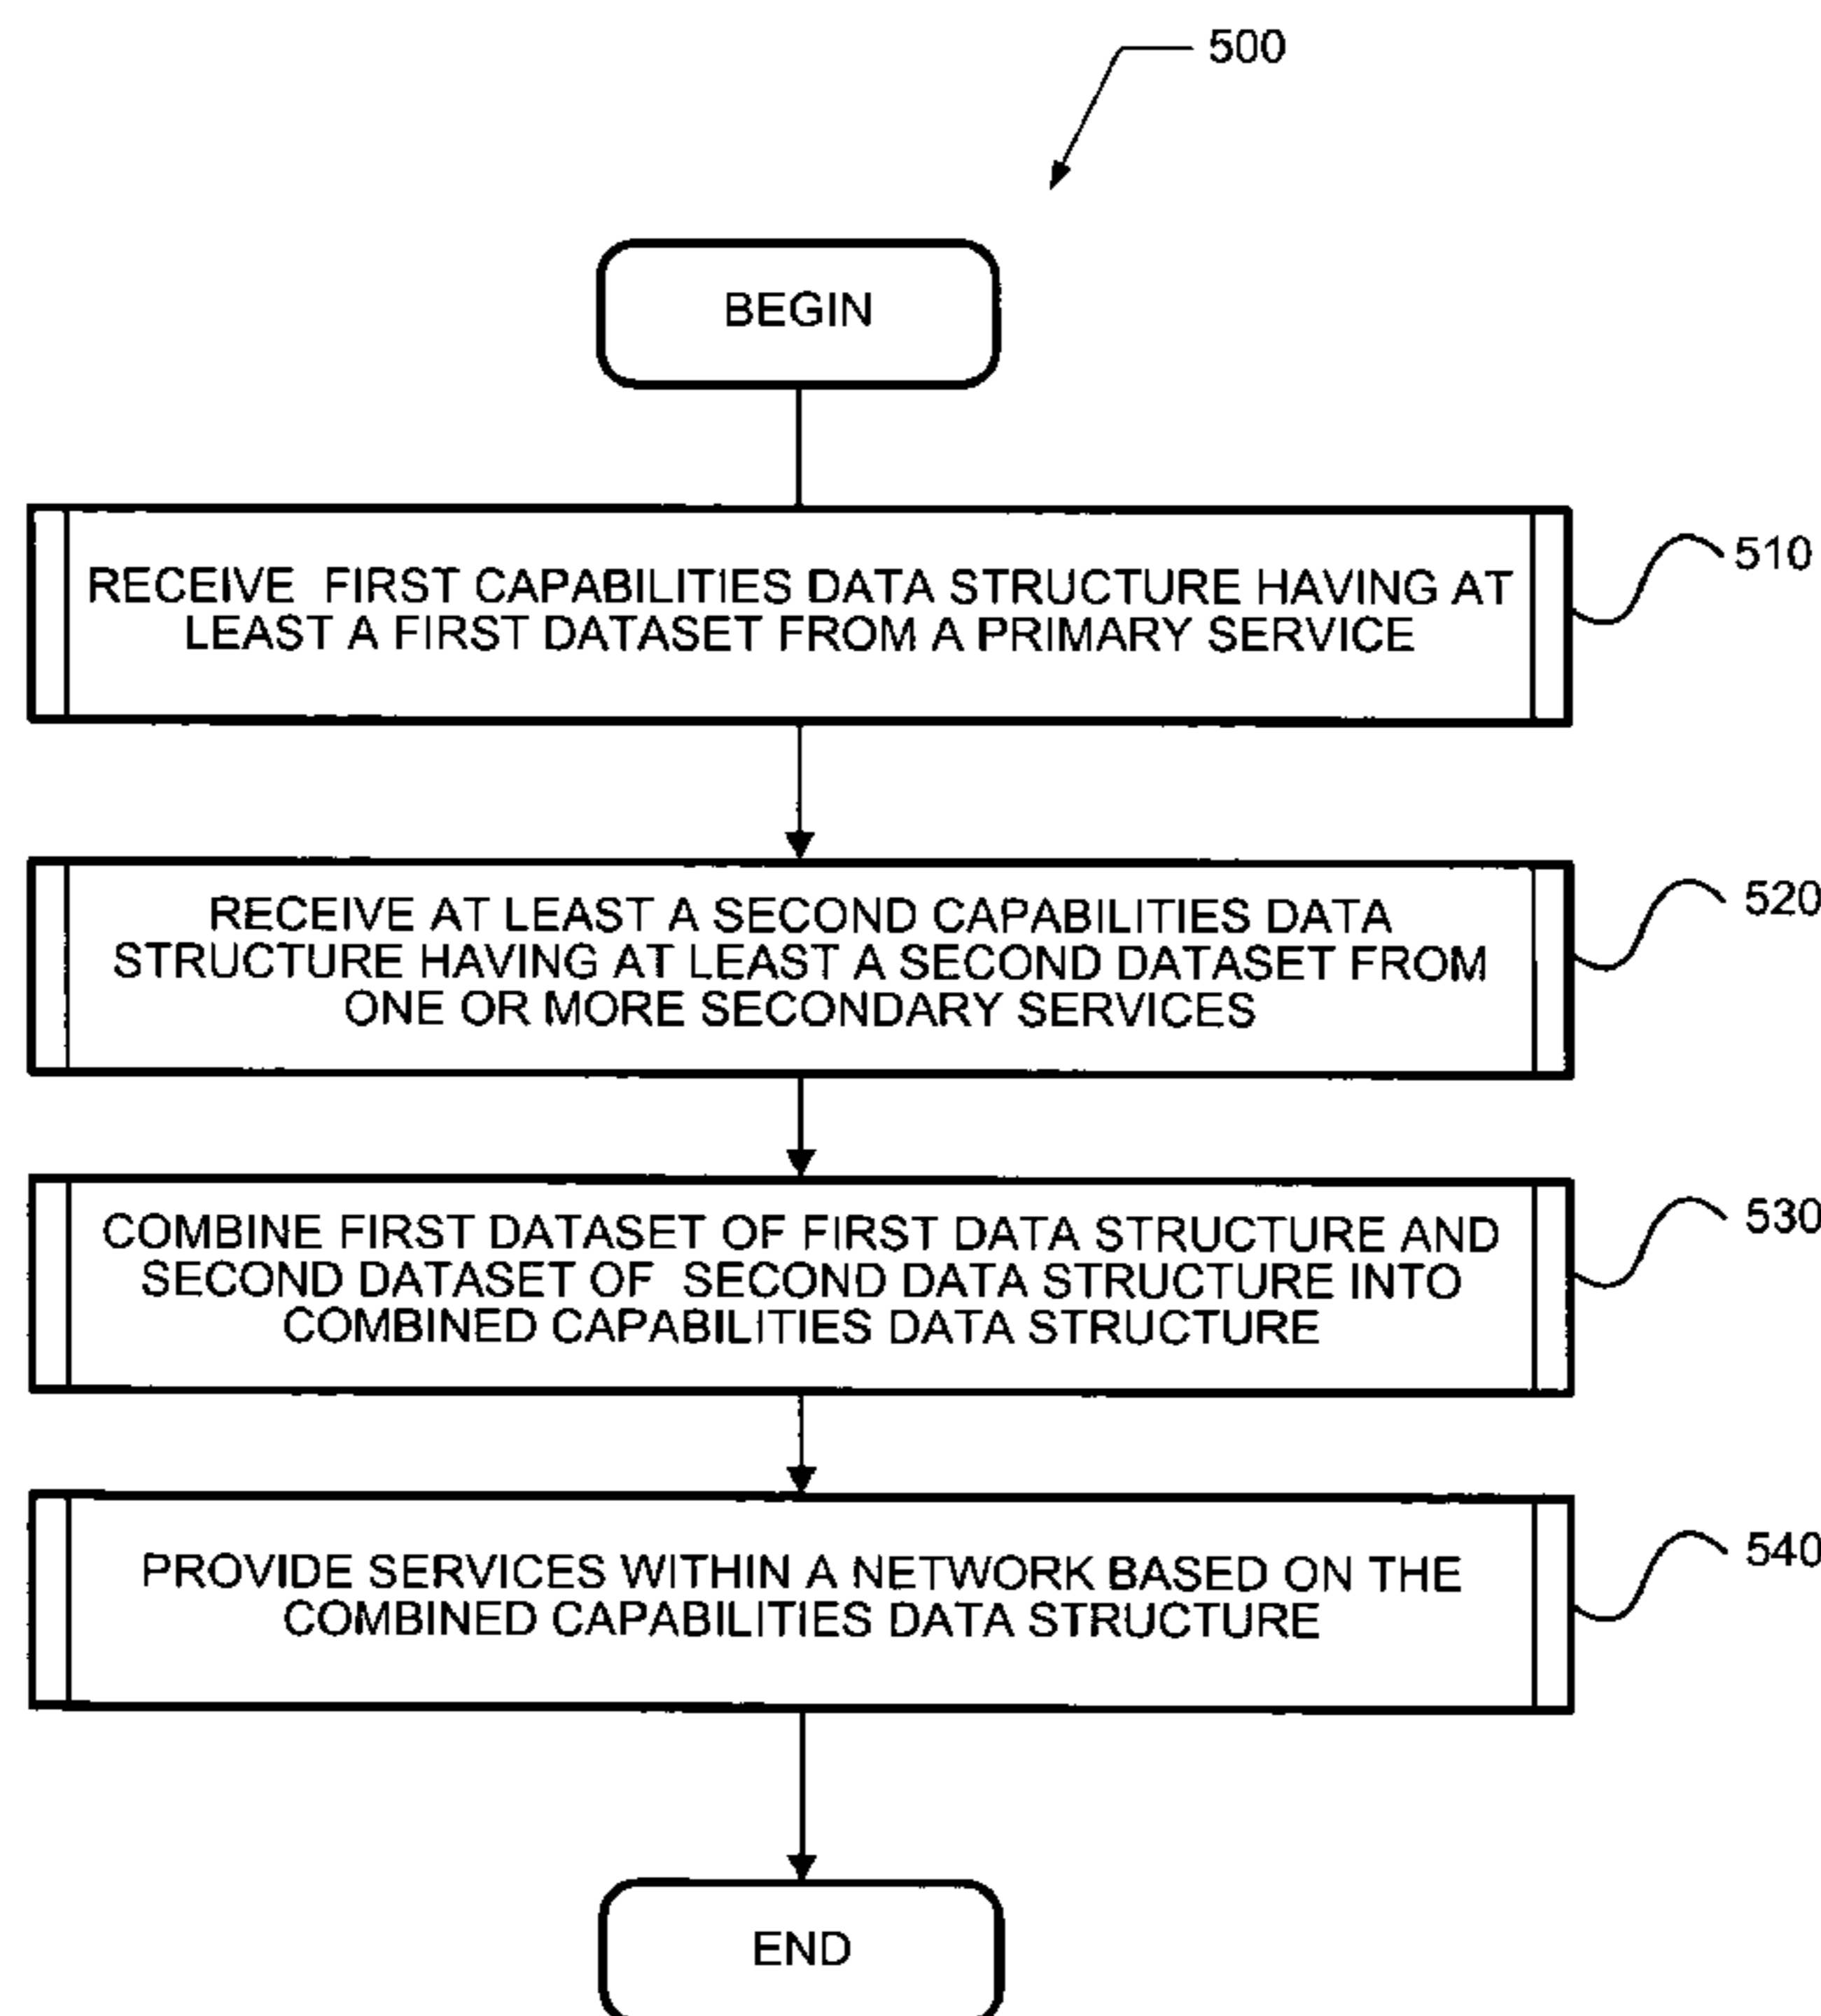 500
BEGIN
RECEIVE FIRST CAPABILITIES DATA STRUCTURE HAVING AT
LEAST A FIRST DATASET FROM A PRIMARY SERVICE
510
RECEIVE AT LEAST A SECOND CAPABILITIES DATA
STRUCTURE HAVING AT LEAST A SECOND DATASET FROM
ONE OR MORE SECONDARY SERVICES
520
COMBINE FIRST DATASET OF FIRST DATA STRUCTURE AND
SECOND DATASET OF SECOND DATA STRUCTURE INTO
COMBINED CAPABILITIES DATA STRUCTURE
530
PROVIDE SERVICES WITHIN A NETWORK BASED ON THE
COMBINED CAPABILITIES DATA STRUCTURE
540
END